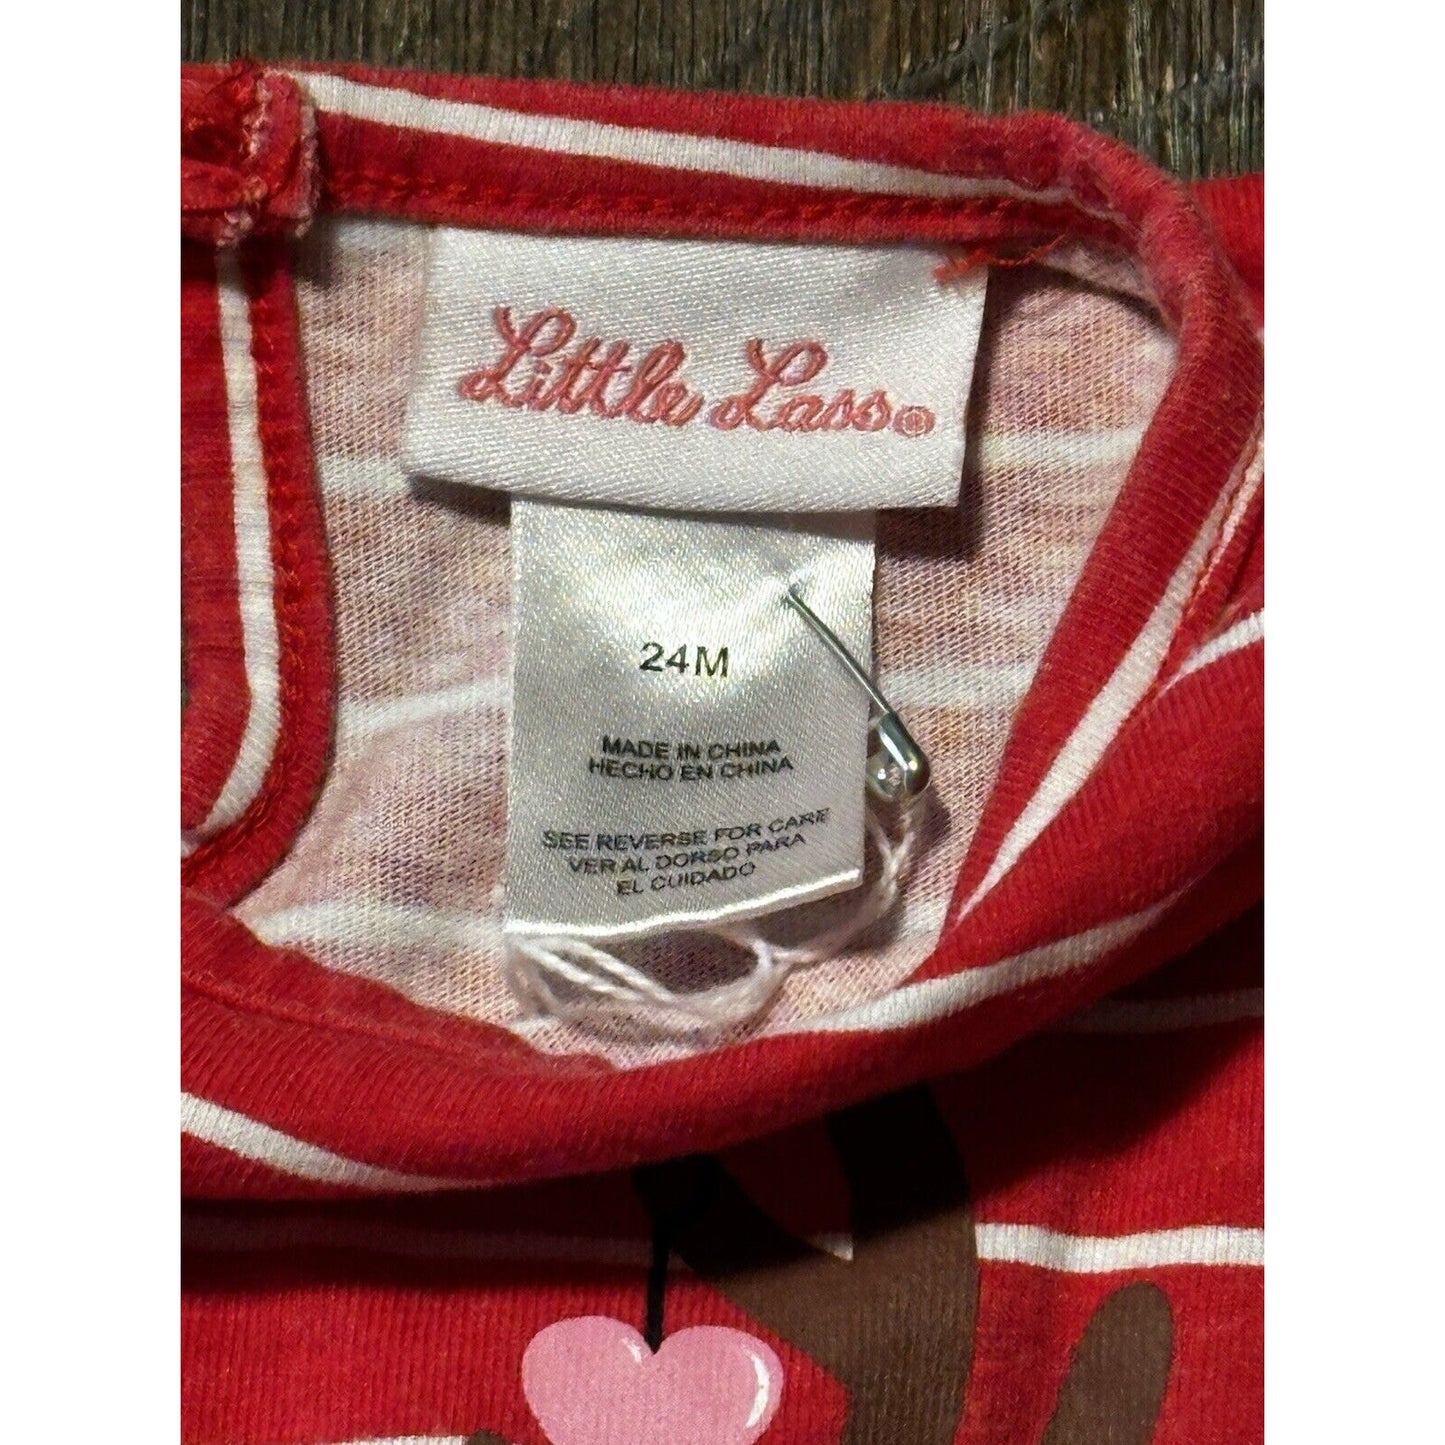 Little Lass®
24M
MADE IN CHINA
HECHO EN CHINA
SEE REVERSE FOR CARE
VER AL DORSO PARA
EL CUIDADO